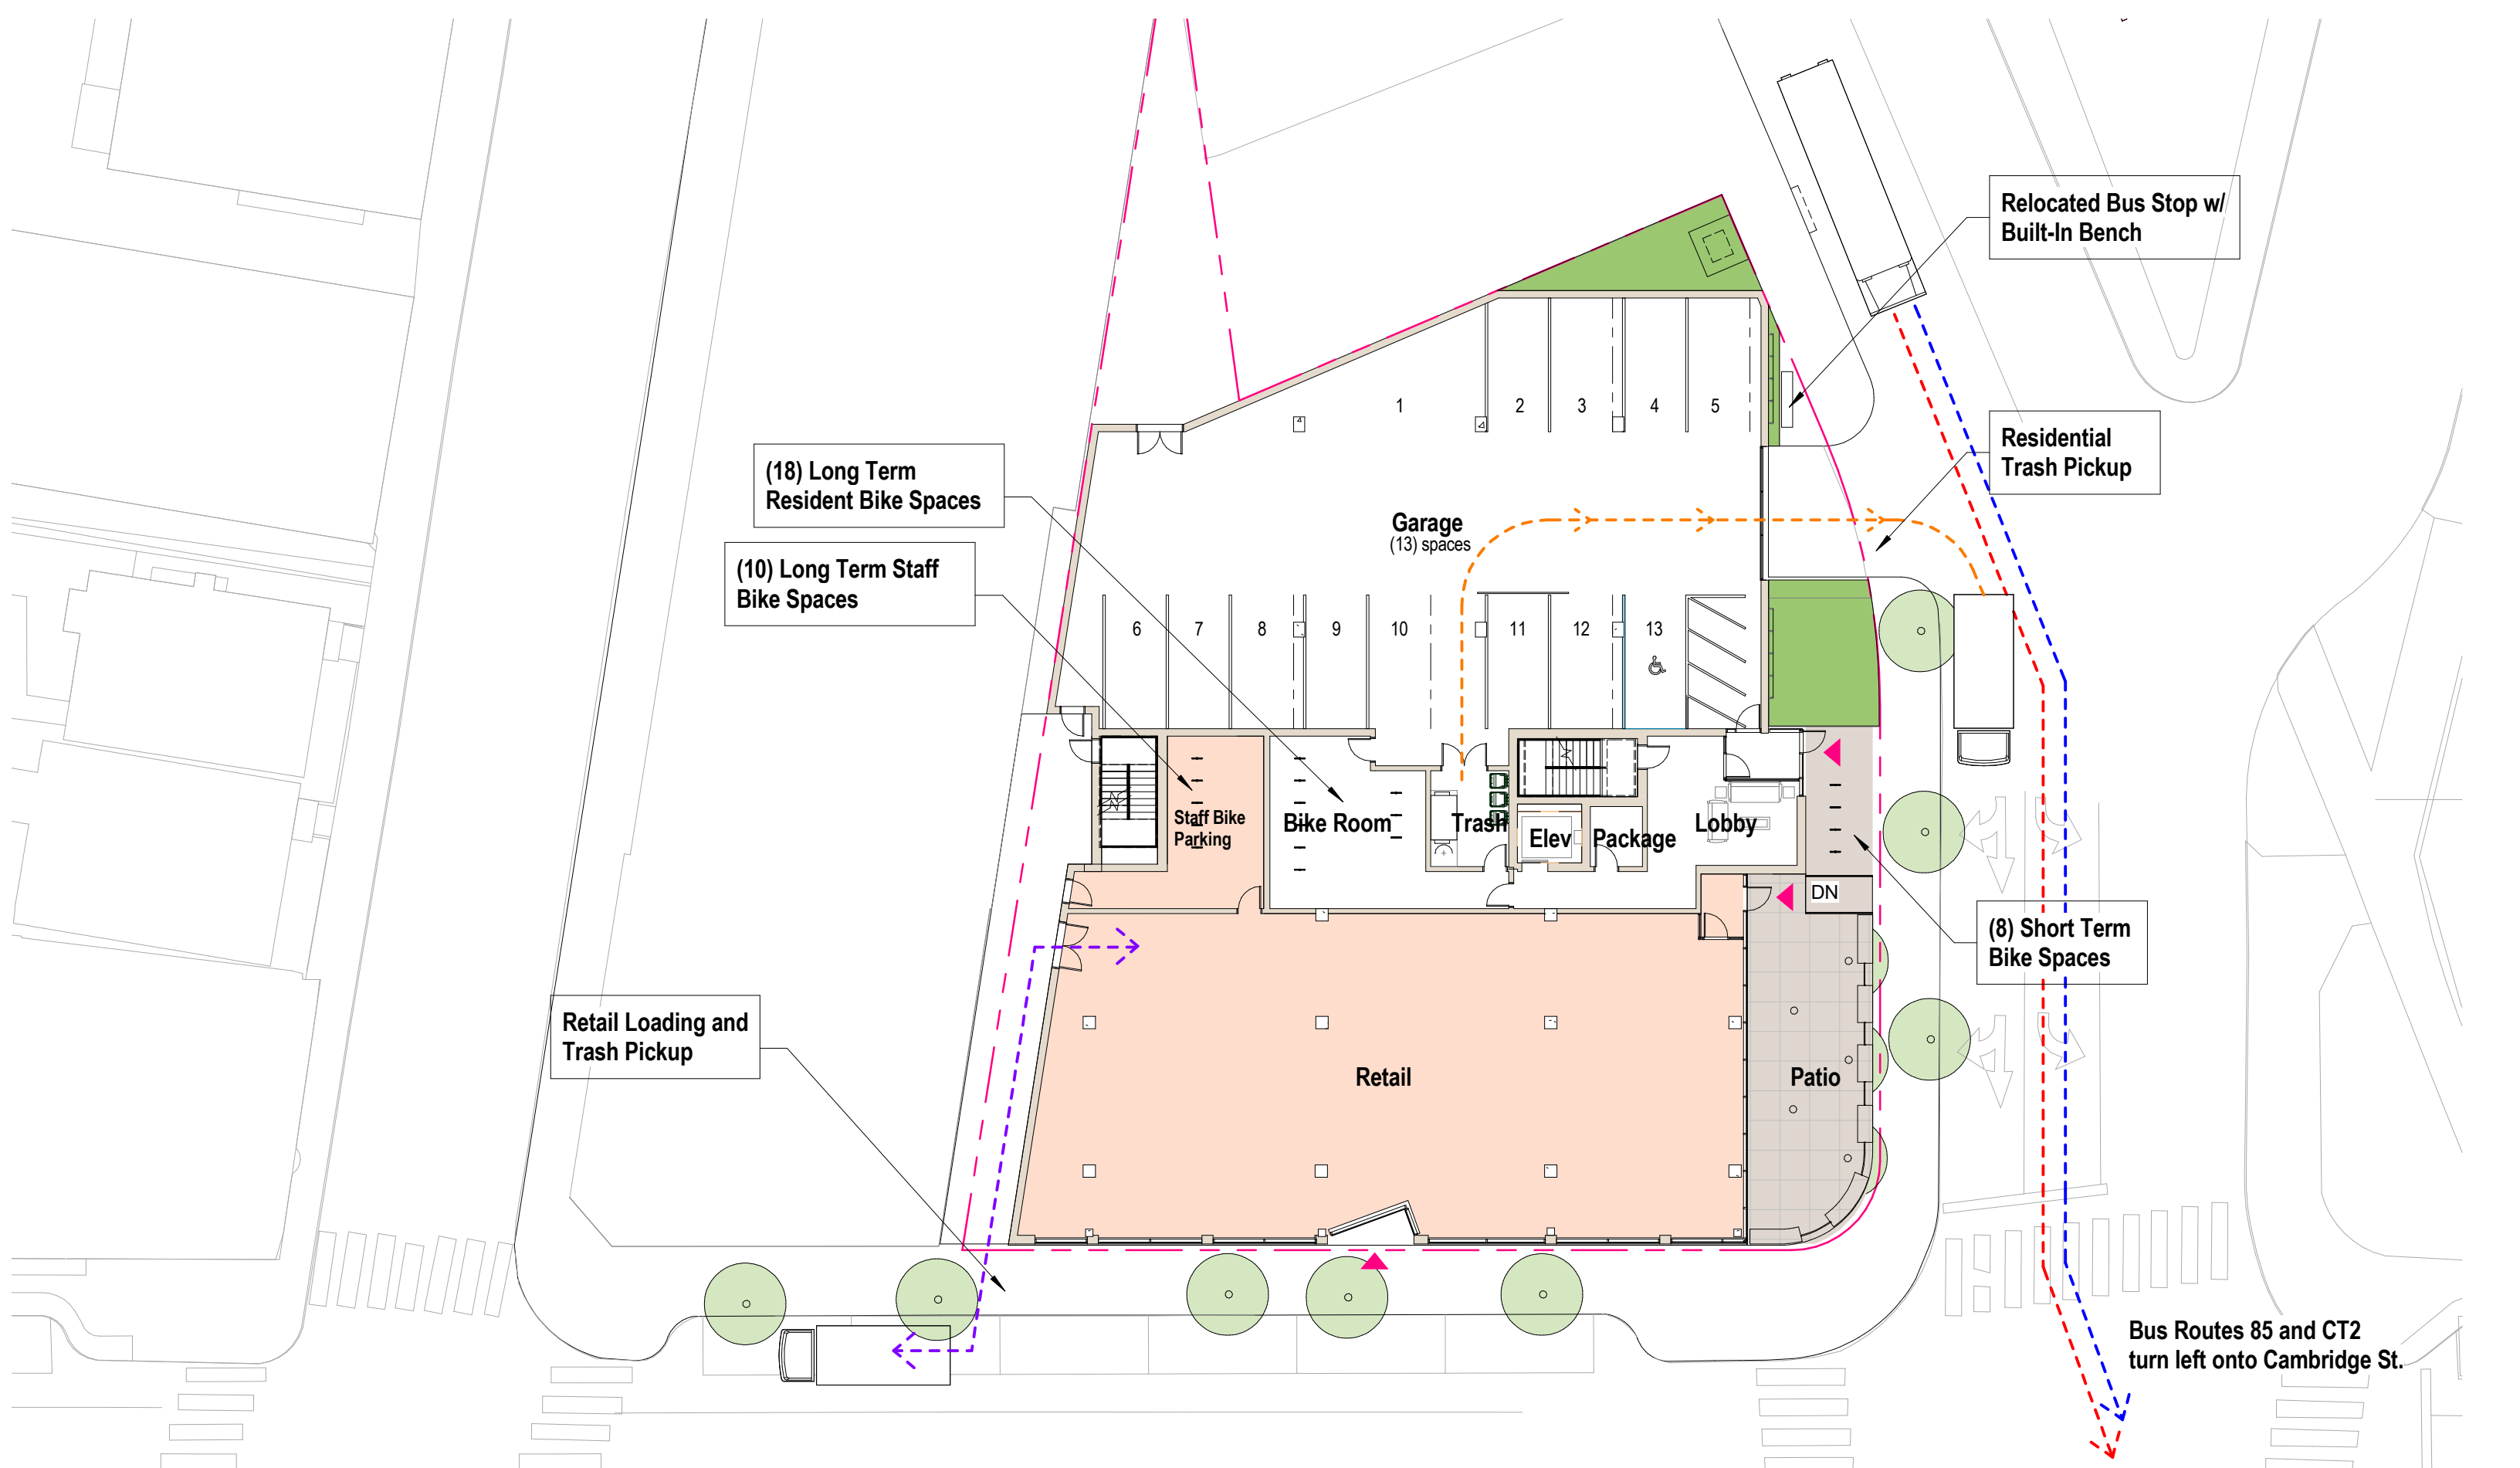 Relocated Bus Stop w/
Built-In Bench
1
2
3
4
5
Residential
Trash Pickup
(18) Long Term
Resident Bike Spaces
Garage
(13) spaces
(10) Long Term Staff
Bike Spaces
6
7
8
9
10
11
12
13
Staff Bike
Parking
Bike Room
Trash
Elev
Package
Lobby
DN
(8) Short Term
Bike Spaces
Retail Loading and
Trash Pickup
Retail
Patio
Bus Routes 85 and CT2
turn left onto Cambridge St.